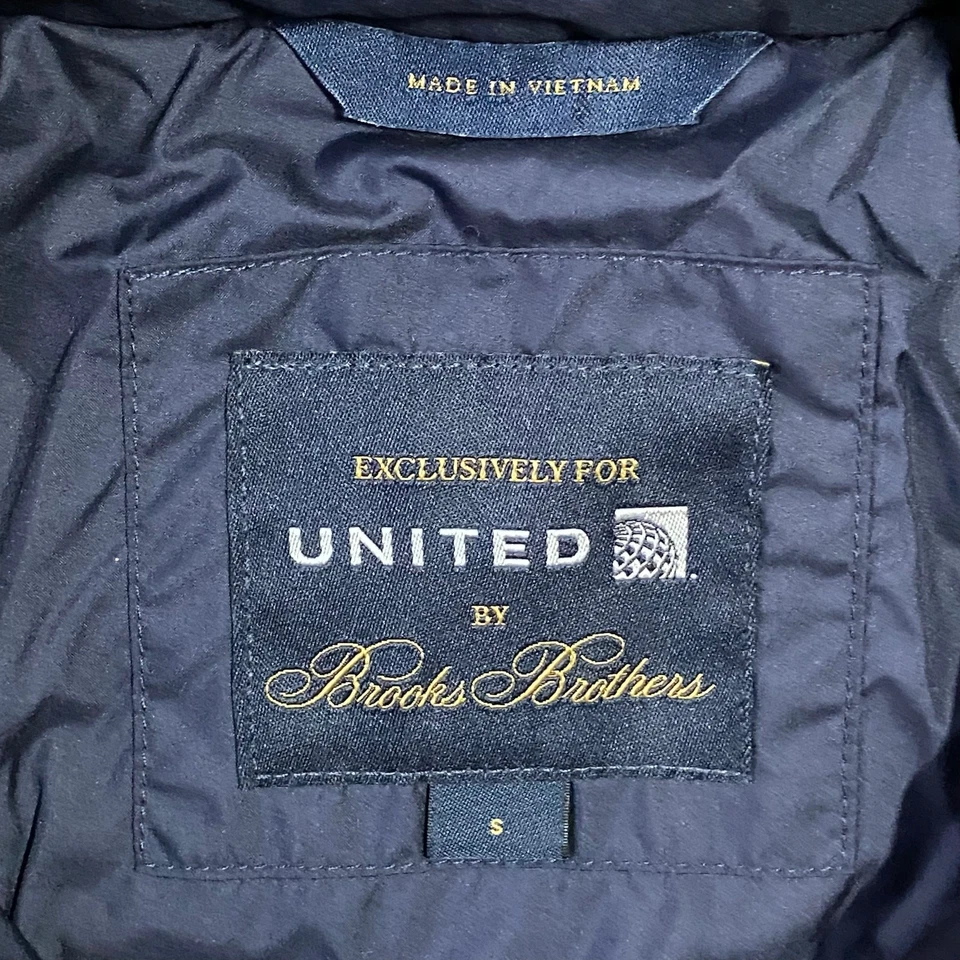 MADE IN VIETNAM
EXCLUSIVELY FOR
UNITED
BY
Brooks Brothers
S